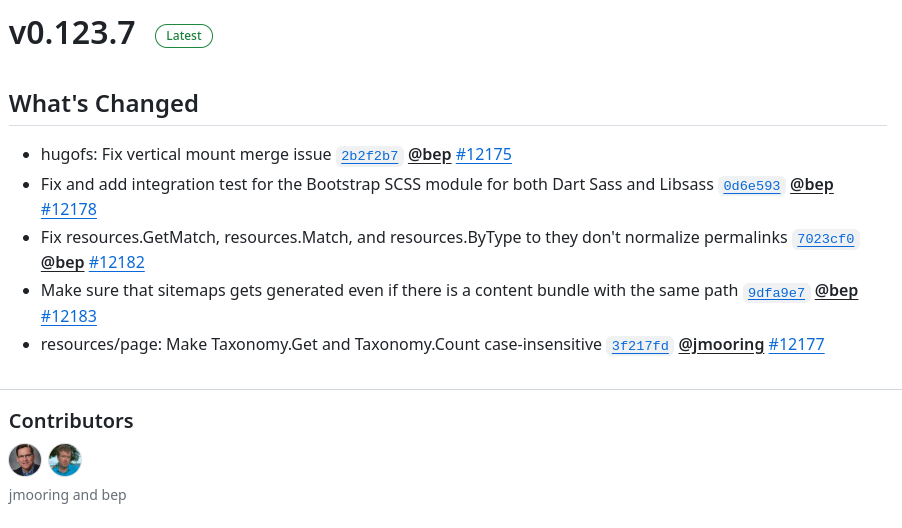 v0.123.7 Latest
What's Changed
hugofs: Fix vertical mount merge issue 2b2f2b7 @bep #12175
Fix and add integration test for the Bootstrap SCSS module for both Dart Sass and Libsass 0d6e593 @bep
#12178
Fix resources.GetMatch, resources.Match, and resources.ByType to they don't normalize permalinks 7023cf0
@bep #12182
Make sure that sitemaps gets generated even if there is a content bundle with the same path 9dfa9e7 @bep
#12183
resources/page: Make Taxonomy.Get and Taxonomy.Count case-insensitive 3f217fd @jmooring #12177
Contributors
jmooring and bep